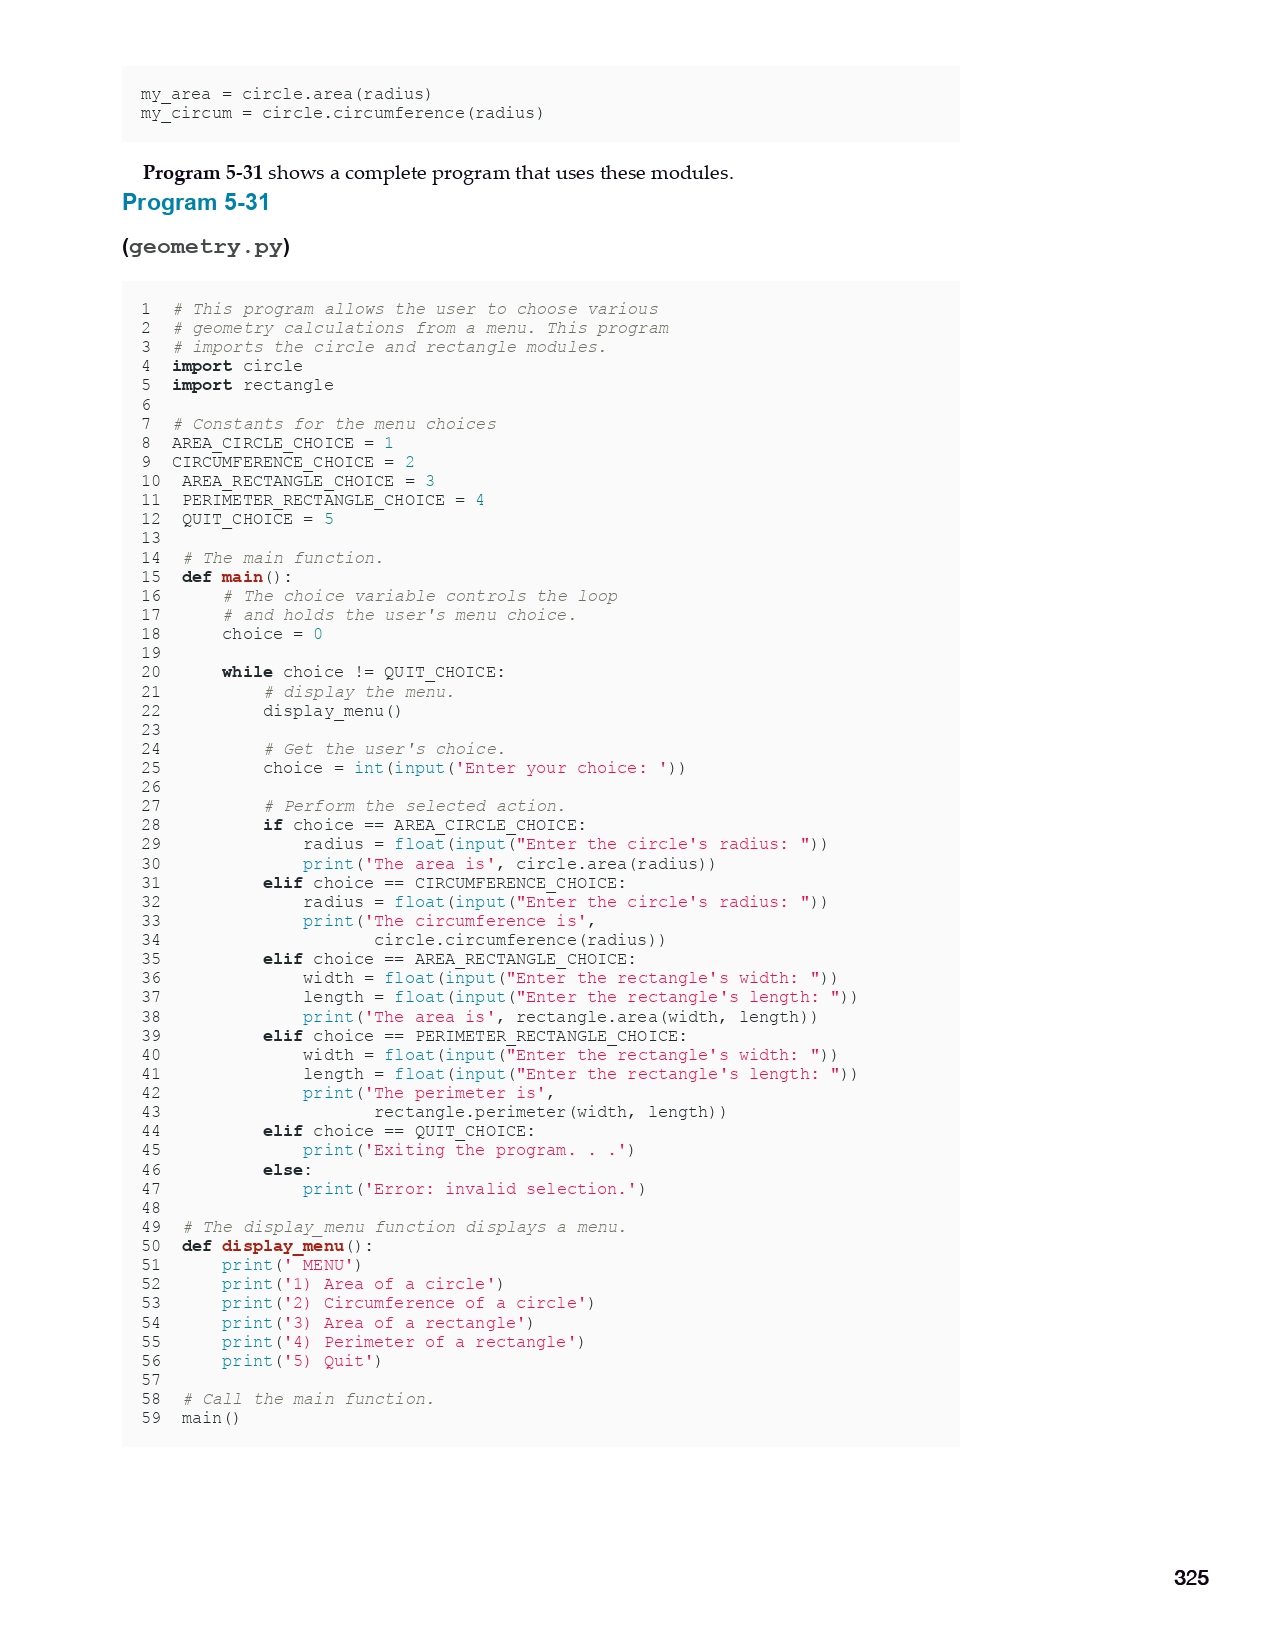 my_area = circle.area(radius)
my_circum = circle.circumference(radius)
Program 5-31 shows a complete program that uses these modules.
Program 5-31
(geometry.py)
1  # This program allows the user to choose various
2  # geometry calculations from a menu. This program
3  # imports the circle and rectangle modules.
4  import circle
5  import rectangle
6
7  # Constants for the menu choices
8  AREA_CIRCLE_CHOICE = 1
9  CIRCUMFERENCE_CHOICE = 2
10  AREA_RECTANGLE_CHOICE = 3
11  PERIMETER_RECTANGLE_CHOICE = 4
12  QUIT_CHOICE = 5
13
14  # The main function.
15  def main():
16      # The choice variable controls the loop
17      # and holds the user's menu choice.
18      choice = 0
19
20      while choice != QUIT_CHOICE:
21          # display the menu.
22          display_menu()
23
24          # Get the user's choice.
25          choice = int(input('Enter your choice: '))
26
27          # Perform the selected action.
28          if choice == AREA_CIRCLE_CHOICE:
29              radius = float(input("Enter the circle's radius: "))
30              print('The area is', circle.area(radius))
31          elif choice == CIRCUMFERENCE_CHOICE:
32              radius = float(input("Enter the circle's radius: "))
33              print('The circumference is',
34                     circle.circumference(radius))
35          elif choice == AREA_RECTANGLE_CHOICE:
36              width = float(input("Enter the rectangle's width: "))
37              length = float(input("Enter the rectangle's length: "))
38              print('The area is', rectangle.area(width, length))
39          elif choice == PERIMETER_RECTANGLE_CHOICE:
40              width = float(input("Enter the rectangle's width: "))
41              length = float(input("Enter the rectangle's length: "))
42              print('The perimeter is',
43                     rectangle.perimeter(width, length))
44          elif choice == QUIT_CHOICE:
45              print('Exiting the program. . .')
46          else:
47              print('Error: invalid selection.')
48
49  # The display_menu function displays a menu.
50  def display_menu():
51      print(' MENU')
52      print('1) Area of a circle')
53      print('2) Circumference of a circle')
54      print('3) Area of a rectangle')
55      print('4) Perimeter of a rectangle')
56      print('5) Quit')
57
58  # Call the main function.
59  main()
325